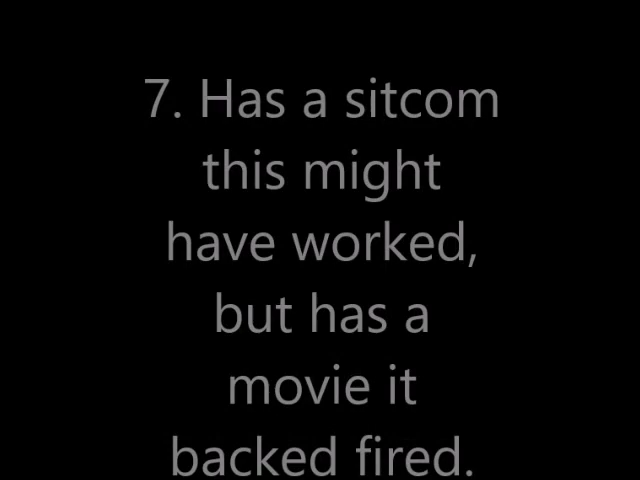 7. Has a sitcom
this might
have worked,
but has a
movie it
backed fired.